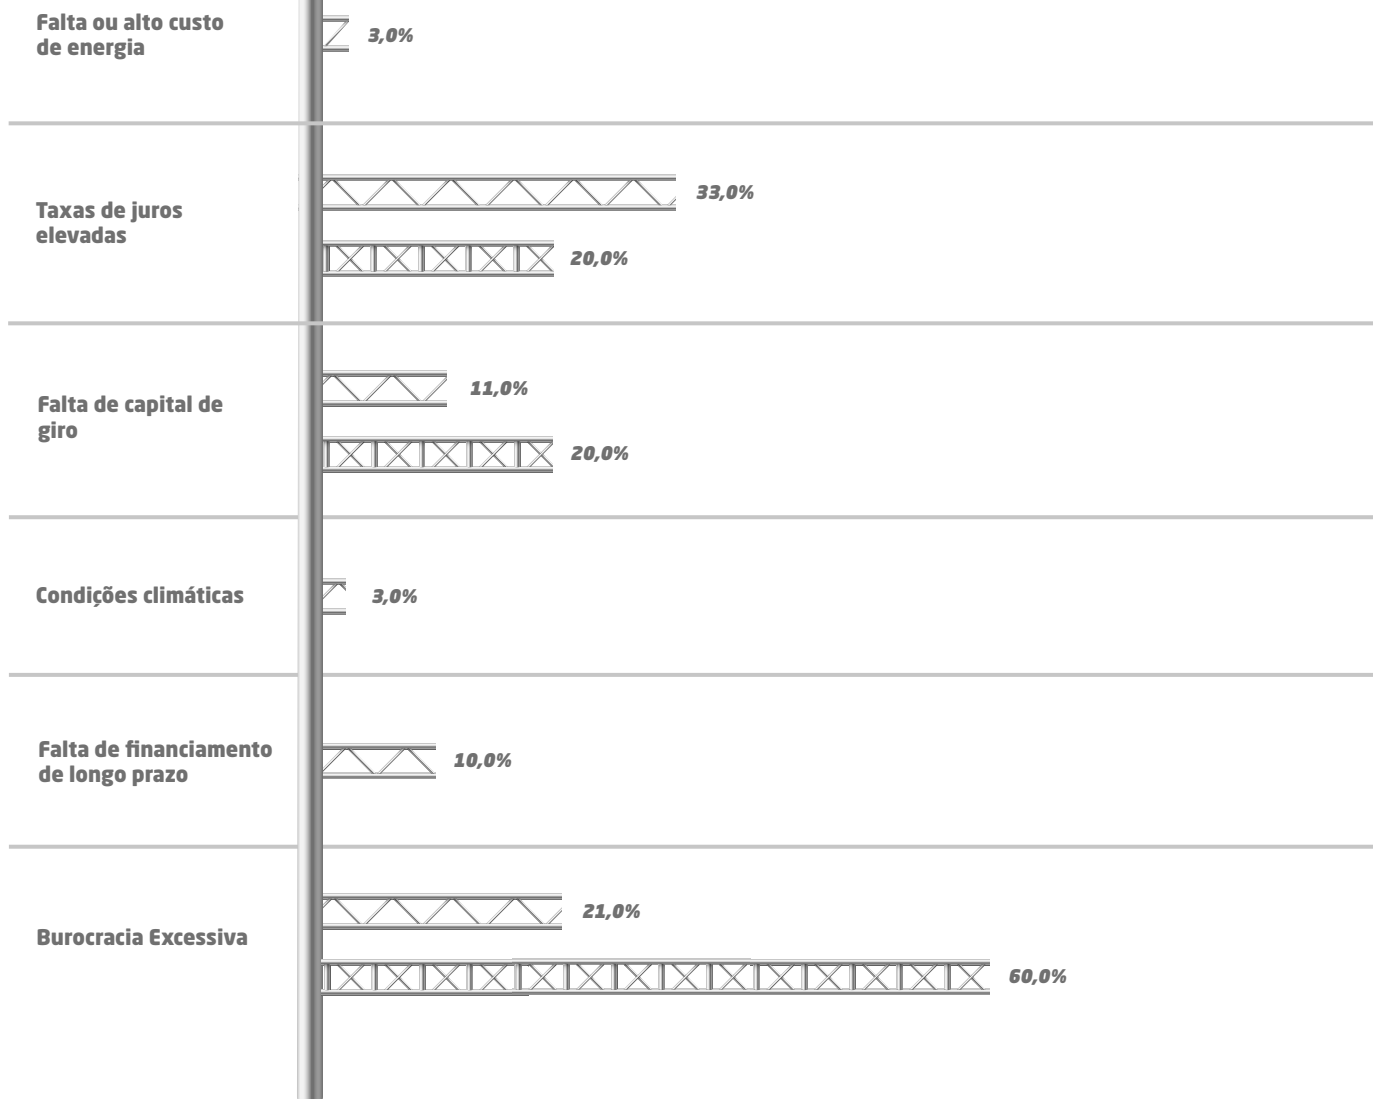 Falta ou alto custo
de energia
3,0%
Taxas de juros
elevadas
33,0%
20,0%
Falta de capital de
giro
11,0%
20,0%
Condições climáticas
3,0%
Falta de financiamento
de longo prazo
10,0%
Burocracia Excessiva
21,0%
60,0%